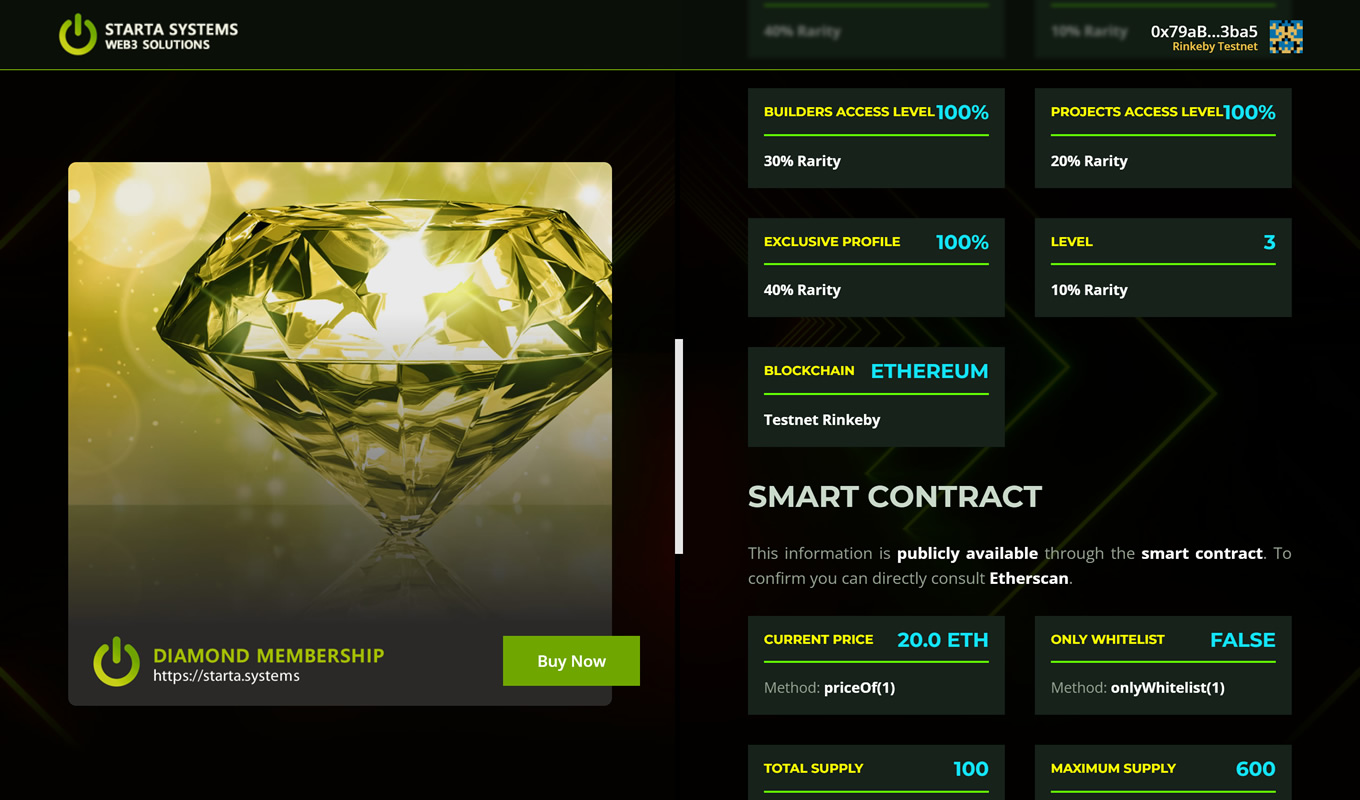 STARTA SYSTEMS
WEB3 SOLUTIONS
40% Rarity
10% Rarity
0x79aB...3ba5
Rinkeby Testnet
BUILDERS ACCESS LEVEL 100%
30% Rarity
PROJECTS ACCESS LEVEL 100%
20% Rarity
EXCLUSIVE PROFILE 100%
40% Rarity
LEVEL 3
10% Rarity
BLOCKCHAIN ETHEREUM
Testnet Rinkeby
SMART CONTRACT
This information is publicly available through the smart contract. To
confirm you can directly consult Etherscan.
CURRENT PRICE 20.0 ETH
Method: priceOf(1)
ONLY WHITELIST FALSE
Method: onlyWhitelist(1)
TOTAL SUPPLY 100
MAXIMUM SUPPLY 600
DIAMOND MEMBERSHIP
https://starta.systems
Buy Now